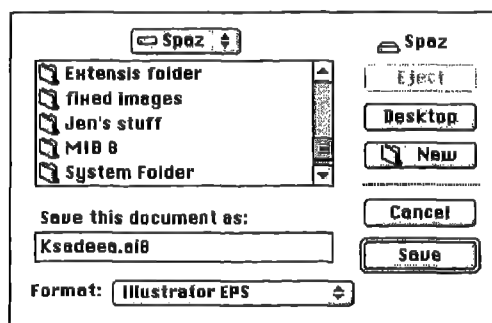 Spaz
Spaz
Extensis folder
fixed images
Jen's stuff
MIB 8
System Folder
Eject
Desktop
New
Save this document as:
Ksadeea.ai8
Cancel
Save
Format: Illustrator EPS